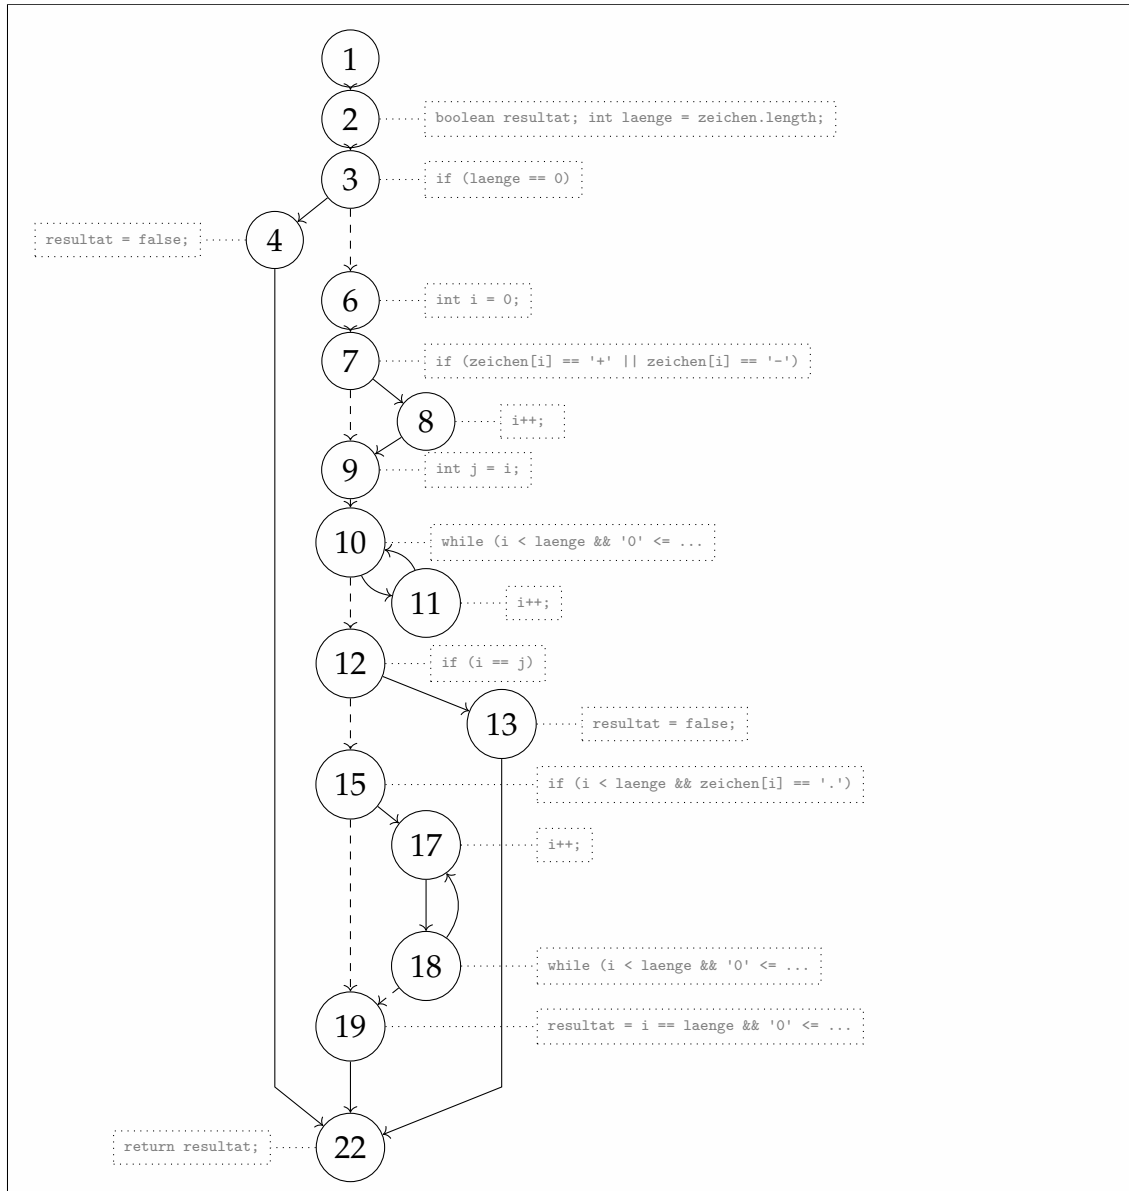 1
2 boolean resultat; int laenge = zeichen.length;
3 if (laenge == 0)
resultat = false; 4
6 int i = 0;
7 if (zeichen[i] == '+' || zeichen[i] == '-')
8 i++;
9 int j = i;
10 while (i < laenge && '0' <= ...
11 i++;
12 if (i == j)
13 resultat = false;
15 if (i < laenge && zeichen[i] == '.')
17 i++;
18 while (i < laenge && '0' <= ...
19 resultat = i == laenge && '0' <= ...
return resultat; 22